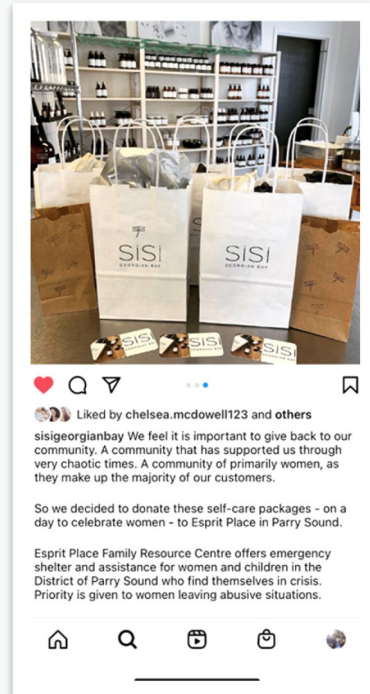 SiSi
GEORGIAN BAY
SiSi
GEORGIAN BAY
SiSi
SiSi
SiSi
Liked by chelsea.mcdowell123 and others
sisigeorgianbay We feel it is important to give back to our
community. A community that has supported us through
very chaotic times. A community of primarily women, as
they make up the majority of our customers.
So we decided to donate these self-care packages - on a
day to celebrate women - to Esprit Place in Parry Sound.
Esprit Place Family Resource Centre offers emergency
shelter and assistance for women and children in the
District of Parry Sound who find themselves in crisis.
Priority is given to women leaving abusive situations.